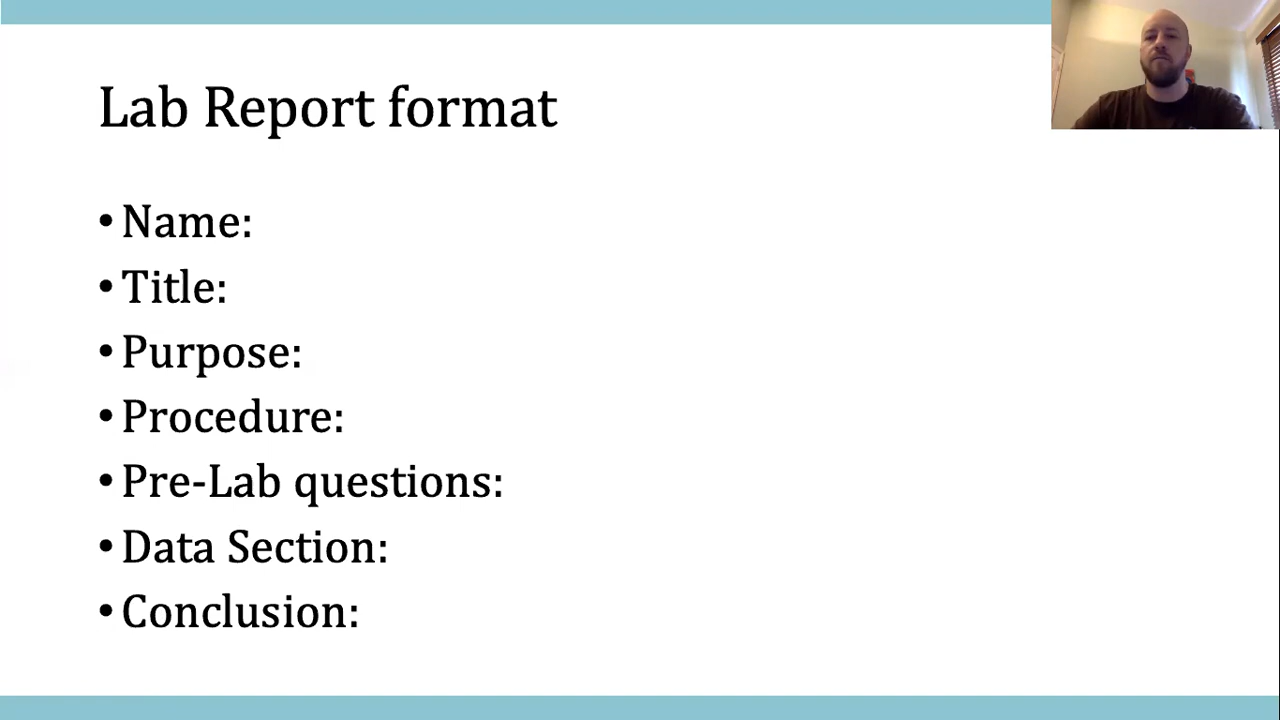 Lab Report format
• Name:
• Title:
• Purpose:
• Procedure:
• Pre-Lab questions:
• Data Section:
• Conclusion: